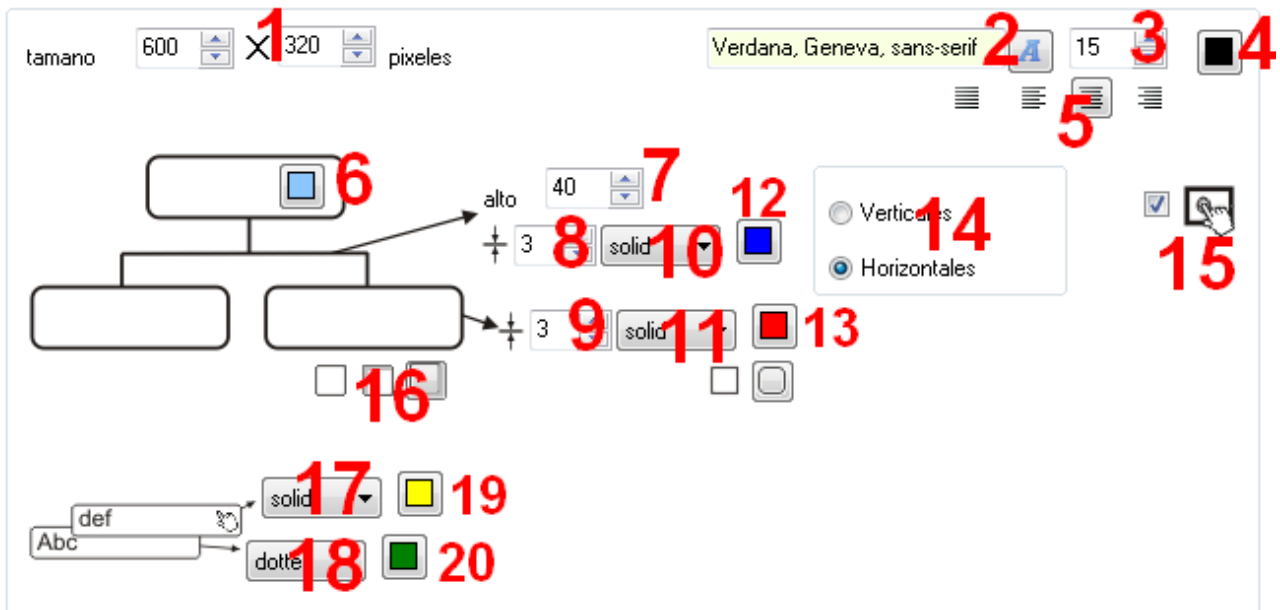 tamano 600 X 320 pixeles 1
Verdana, Geneva, sans-serif 2 A 15 3 4
5
6
alto 40 7
3 8 solid 10 12
3 9 solid 11 13
Verticales
14
Horizontales
15
16
solid 17 19
def
Abc
dotte 18 20